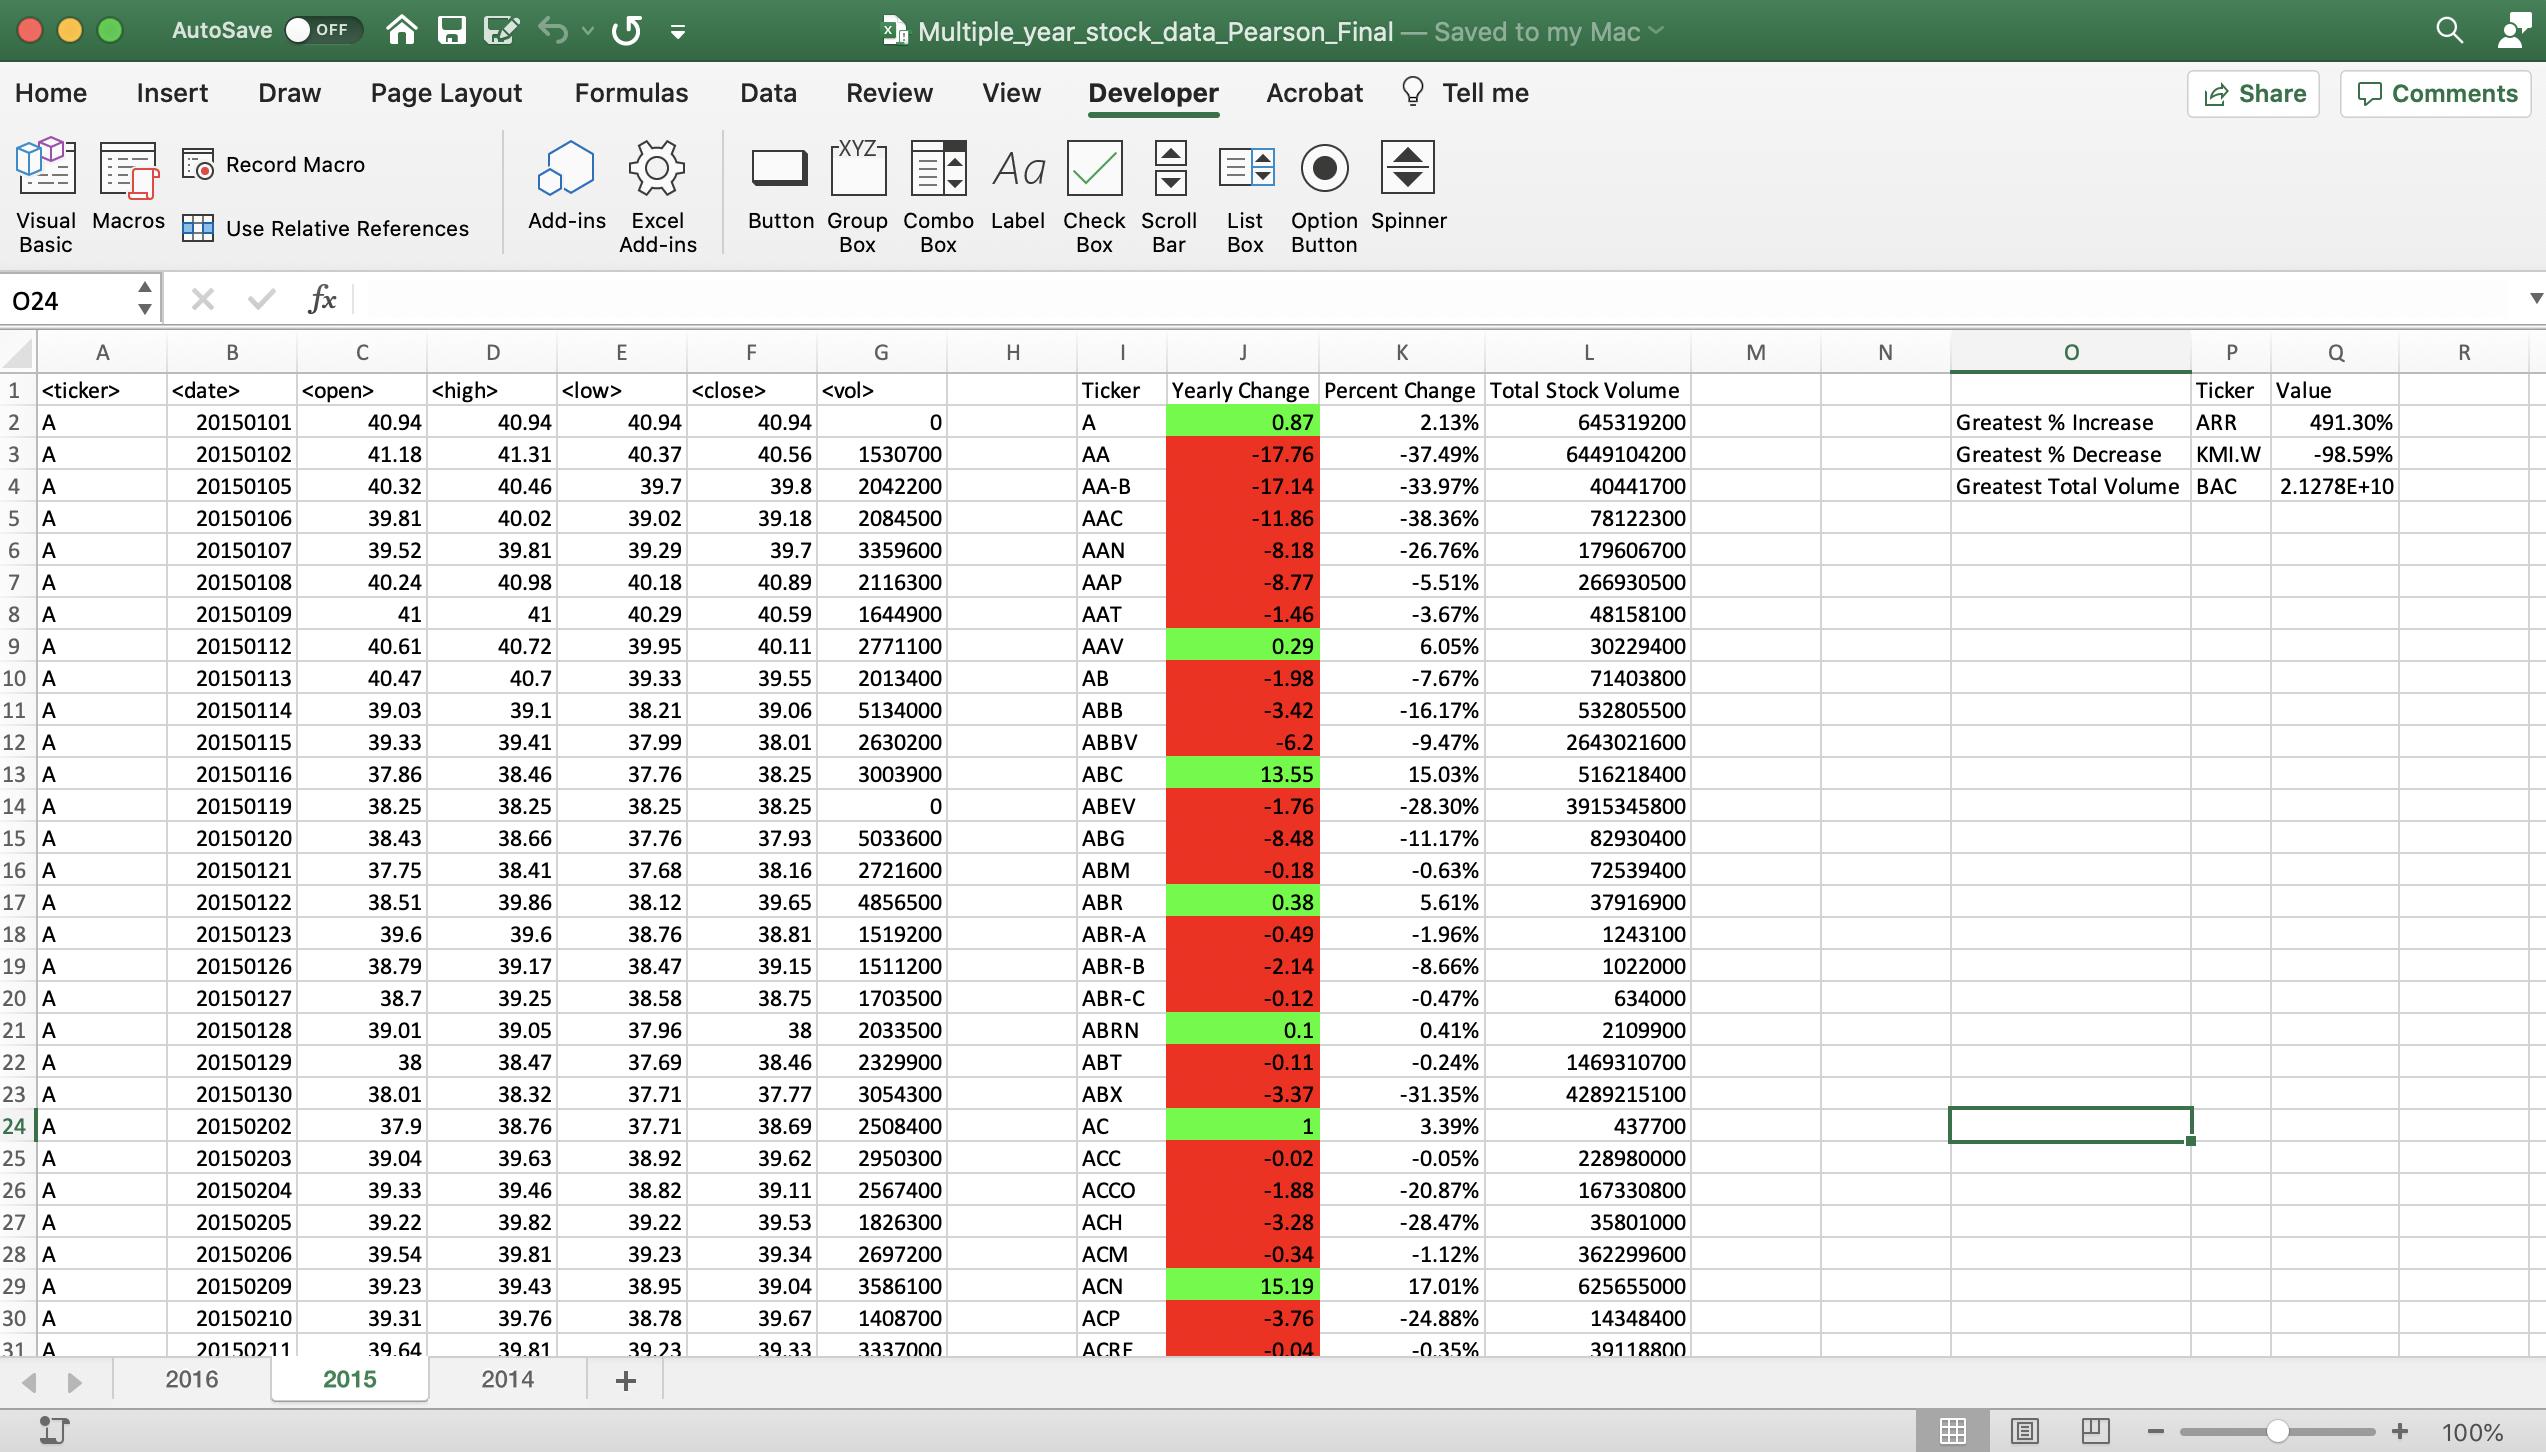 AutoSave OFF Multiple_year_stock_data_Pearson_Final — Saved to my Mac
Home Insert Draw Page Layout Formulas Data Review View Developer Acrobat Tell me Share Comments
Visual Basic Macros Record Macro Use Relative References Add-ins Excel Add-ins Button XYZ Group Box Combo Box Aa Label Check Box Scroll Bar List Box Option Button Spinner
O24 fx
A B C D E F G H I J K L M N O P Q R
1 <ticker> <date> <open> <high> <low> <close> <vol> Ticker Yearly Change Percent Change Total Stock Volume Ticker Value
2 A 20150101 40.94 40.94 40.94 40.94 0 A 0.87 2.13% 645319200 Greatest % Increase ARR 491.30%
3 A 20150102 41.18 41.31 40.37 40.56 1530700 AA -17.76 -37.49% 6449104200 Greatest % Decrease KMI.W -98.59%
4 A 20150105 40.32 40.46 39.7 39.8 2042200 AA-B -17.14 -33.97% 40441700 Greatest Total Volume BAC 2.1278E+10
5 A 20150106 39.81 40.02 39.02 39.18 2084500 AAC -11.86 -38.36% 78122300
6 A 20150107 39.52 39.81 39.29 39.7 3359600 AAN -8.18 -26.76% 179606700
7 A 20150108 40.24 40.98 40.18 40.89 2116300 AAP -8.77 -5.51% 266930500
8 A 20150109 41 41 40.29 40.59 1644900 AAT -1.46 -3.67% 48158100
9 A 20150112 40.61 40.72 39.95 40.11 2771100 AAV 0.29 6.05% 30229400
10 A 20150113 40.47 40.7 39.33 39.55 2013400 AB -1.98 -7.67% 71403800
11 A 20150114 39.03 39.1 38.21 39.06 5134000 ABB -3.42 -16.17% 532805500
12 A 20150115 39.33 39.41 37.99 38.01 2630200 ABBV -6.2 -9.47% 2643021600
13 A 20150116 37.86 38.46 37.76 38.25 3003900 ABC 13.55 15.03% 516218400
14 A 20150119 38.25 38.25 38.25 38.25 0 ABEV -1.76 -28.30% 3915345800
15 A 20150120 38.43 38.66 37.76 37.93 5033600 ABG -8.48 -11.17% 82930400
16 A 20150121 37.75 38.41 37.68 38.16 2721600 ABM -0.18 -0.63% 72539400
17 A 20150122 38.51 39.86 38.12 39.65 4856500 ABR 0.38 5.61% 37916900
18 A 20150123 39.6 39.6 38.76 38.81 1519200 ABR-A -0.49 -1.96% 1243100
19 A 20150126 38.79 39.17 38.47 39.15 1511200 ABR-B -2.14 -8.66% 1022000
20 A 20150127 38.7 39.25 38.58 38.75 1703500 ABR-C -0.12 -0.47% 634000
21 A 20150128 39.01 39.05 37.96 38 2033500 ABRN 0.1 0.41% 2109900
22 A 20150129 38 38.47 37.69 38.46 2329900 ABT -0.11 -0.24% 1469310700
23 A 20150130 38.01 38.32 37.71 37.77 3054300 ABX -3.37 -31.35% 4289215100
24 A 20150202 37.9 38.76 37.71 38.69 2508400 AC 1 3.39% 437700
25 A 20150203 39.04 39.63 38.92 39.62 2950300 ACC -0.02 -0.05% 228980000
26 A 20150204 39.33 39.46 38.82 39.11 2567400 ACCO -1.88 -20.87% 167330800
27 A 20150205 39.22 39.82 39.22 39.53 1826300 ACH -3.28 -28.47% 35801000
28 A 20150206 39.54 39.81 39.23 39.34 2697200 ACM -0.34 -1.12% 362299600
29 A 20150209 39.23 39.43 38.95 39.04 3586100 ACN 15.19 17.01% 625655000
30 A 20150210 39.31 39.76 38.78 39.67 1408700 ACP -3.76 -24.88% 14348400
31 A 20150211 39.64 39.81 39.23 39.33 3337000 ACRE -0.04 -0.35% 39118800
2016 2015 2014 +
100%